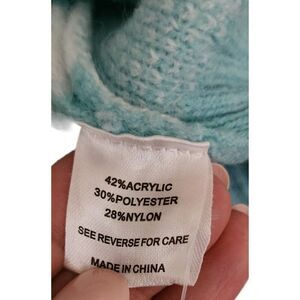 42%ACRYLIC
30%POLYESTER
28%NYLON
SEE REVERSE FOR CARE
MADE IN CHINA